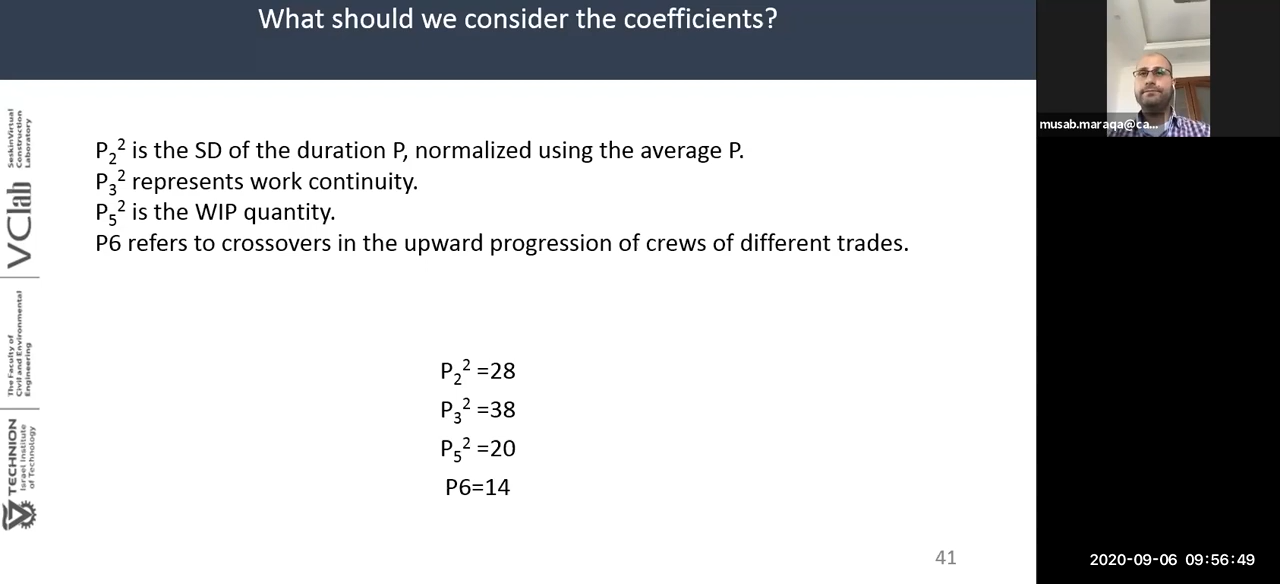 What should we consider the coefficients?
musab.maraqa@ca...
SeskinVirtual
Construction
Laboratory
VClab
The Faculty of
Civil and Environmental
Engineering
TECHNION
Israel Institute
of Technology
P₂² is the SD of the duration P, normalized using the average P.
P₃² represents work continuity.
P₅² is the WIP quantity.
P6 refers to crossovers in the upward progression of crews of different trades.
P₂² =28
P₃² =38
P₅² =20
P6=14
41
2020-09-06 09:56:49